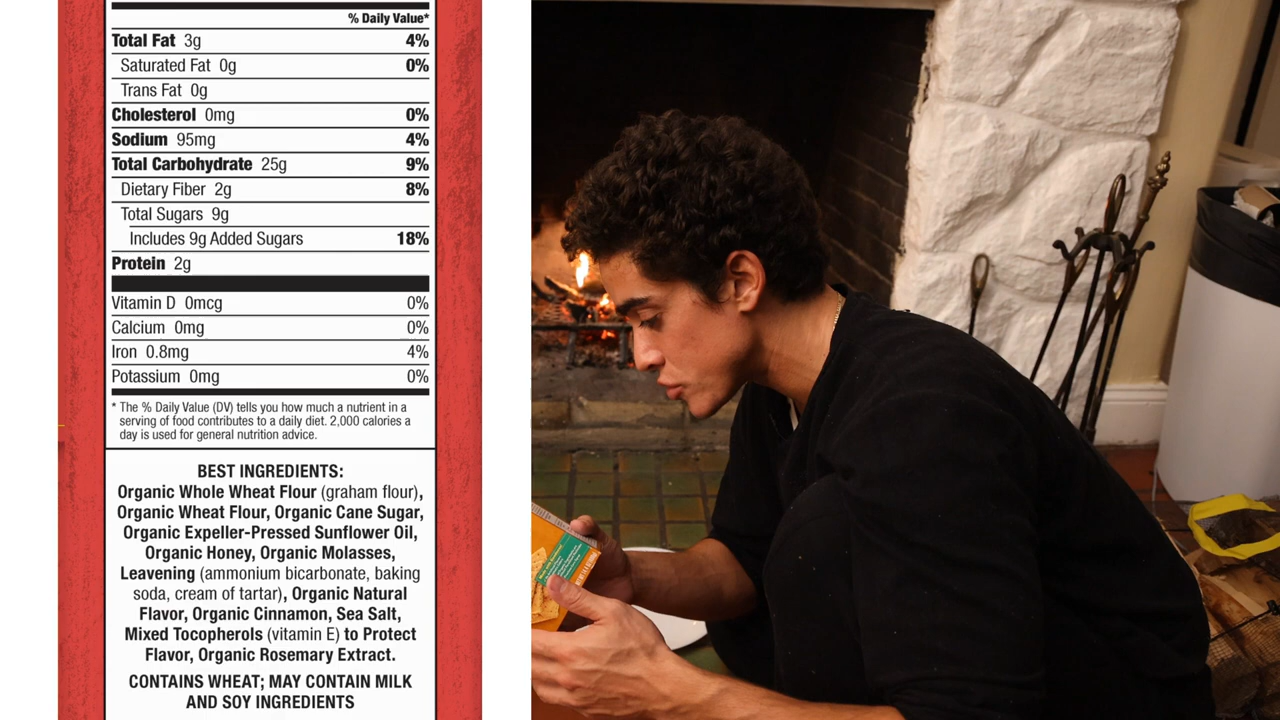 % Daily Value*
Total Fat 3g 4%
Saturated Fat 0g 0%
Trans Fat 0g
Cholesterol 0mg 0%
Sodium 95mg 4%
Total Carbohydrate 25g 9%
Dietary Fiber 2g 8%
Total Sugars 9g
Includes 9g Added Sugars 18%
Protein 2g
Vitamin D 0mcg 0%
Calcium 0mg 0%
Iron 0.8mg 4%
Potassium 0mg 0%
* The % Daily Value (DV) tells you how much a nutrient in a
serving of food contributes to a daily diet. 2,000 calories a
day is used for general nutrition advice.
BEST INGREDIENTS:
Organic Whole Wheat Flour (graham flour),
Organic Wheat Flour, Organic Cane Sugar,
Organic Expeller-Pressed Sunflower Oil,
Organic Honey, Organic Molasses,
Leavening (ammonium bicarbonate, baking
soda, cream of tartar), Organic Natural
Flavor, Organic Cinnamon, Sea Salt,
Mixed Tocopherols (vitamin E) to Protect
Flavor, Organic Rosemary Extract.
CONTAINS WHEAT; MAY CONTAIN MILK
AND SOY INGREDIENTS